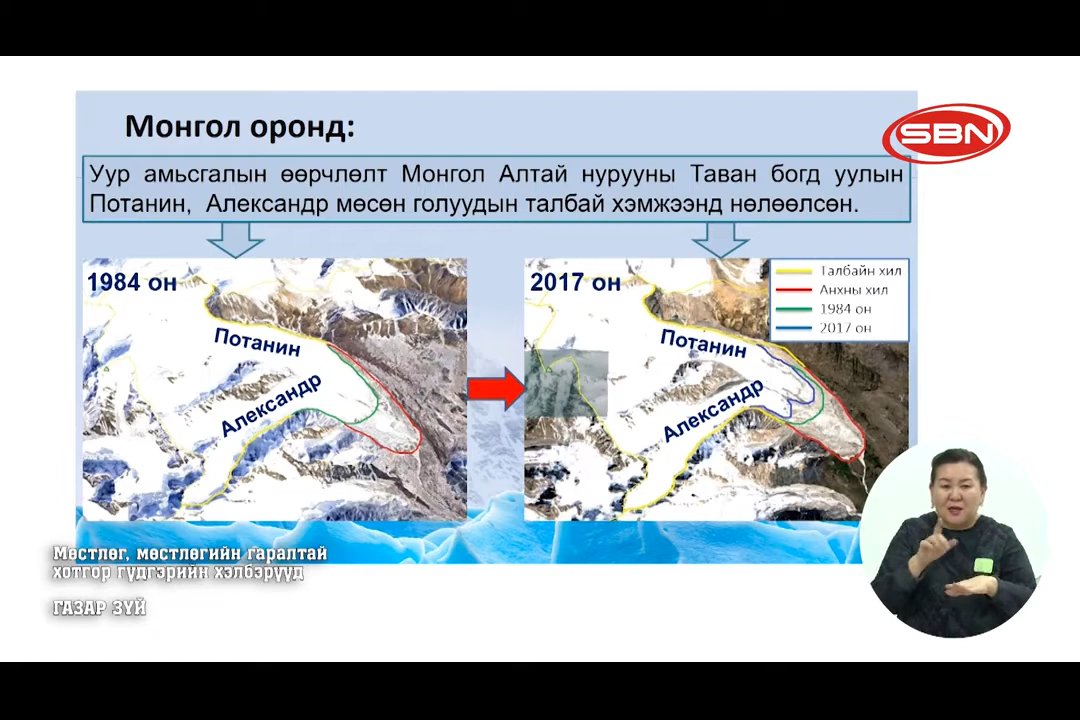 Монгол оронд:
SBN
Уур амьсгалын өөрчлөлт Монгол Алтай нурууны Таван богд уулын
Потанин, Александр мөсөн голуудын талбай хэмжээнд нөлөөлсөн.
1984 он
Потанин
Александр
2017 он
Потанин
Александр
Талбайн хил
Анхны хил
1984 он
2017 он
Мөстлөг, мөстлөгийн гаралтай
хотгор гүдгэрийн хэлбэрүүд
ГАЗАР ЗҮЙ